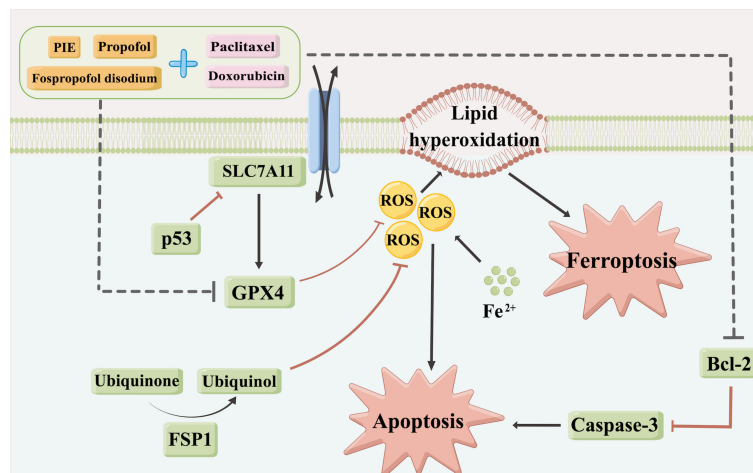 PIE
Propofol
Paclitaxel
Fospropofol disodium
Doxorubicin
Lipid
hyperoxidation
SLC7A11
ROS
ROS
ROS
p53
Ferroptosis
GPX4
Fe²⁺
Bcl-2
Ubiquinone
Ubiquinol
Apoptosis
Caspase-3
FSP1